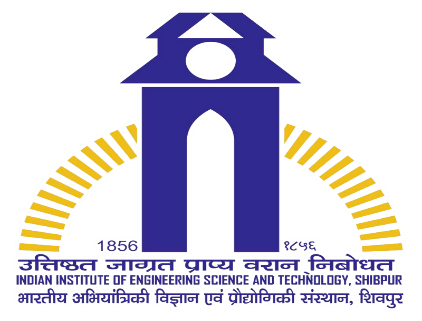 1856 १८५६
उत्तिष्ठत जाग्रत प्राप्य वरान् निबोधत
INDIAN INSTITUTE OF ENGINEERING SCIENCE AND TECHNOLOGY, SHIBPUR
भारतीय अभियांत्रिकी विज्ञान एवं प्रौद्योगिकी संस्थान, शिवपुर